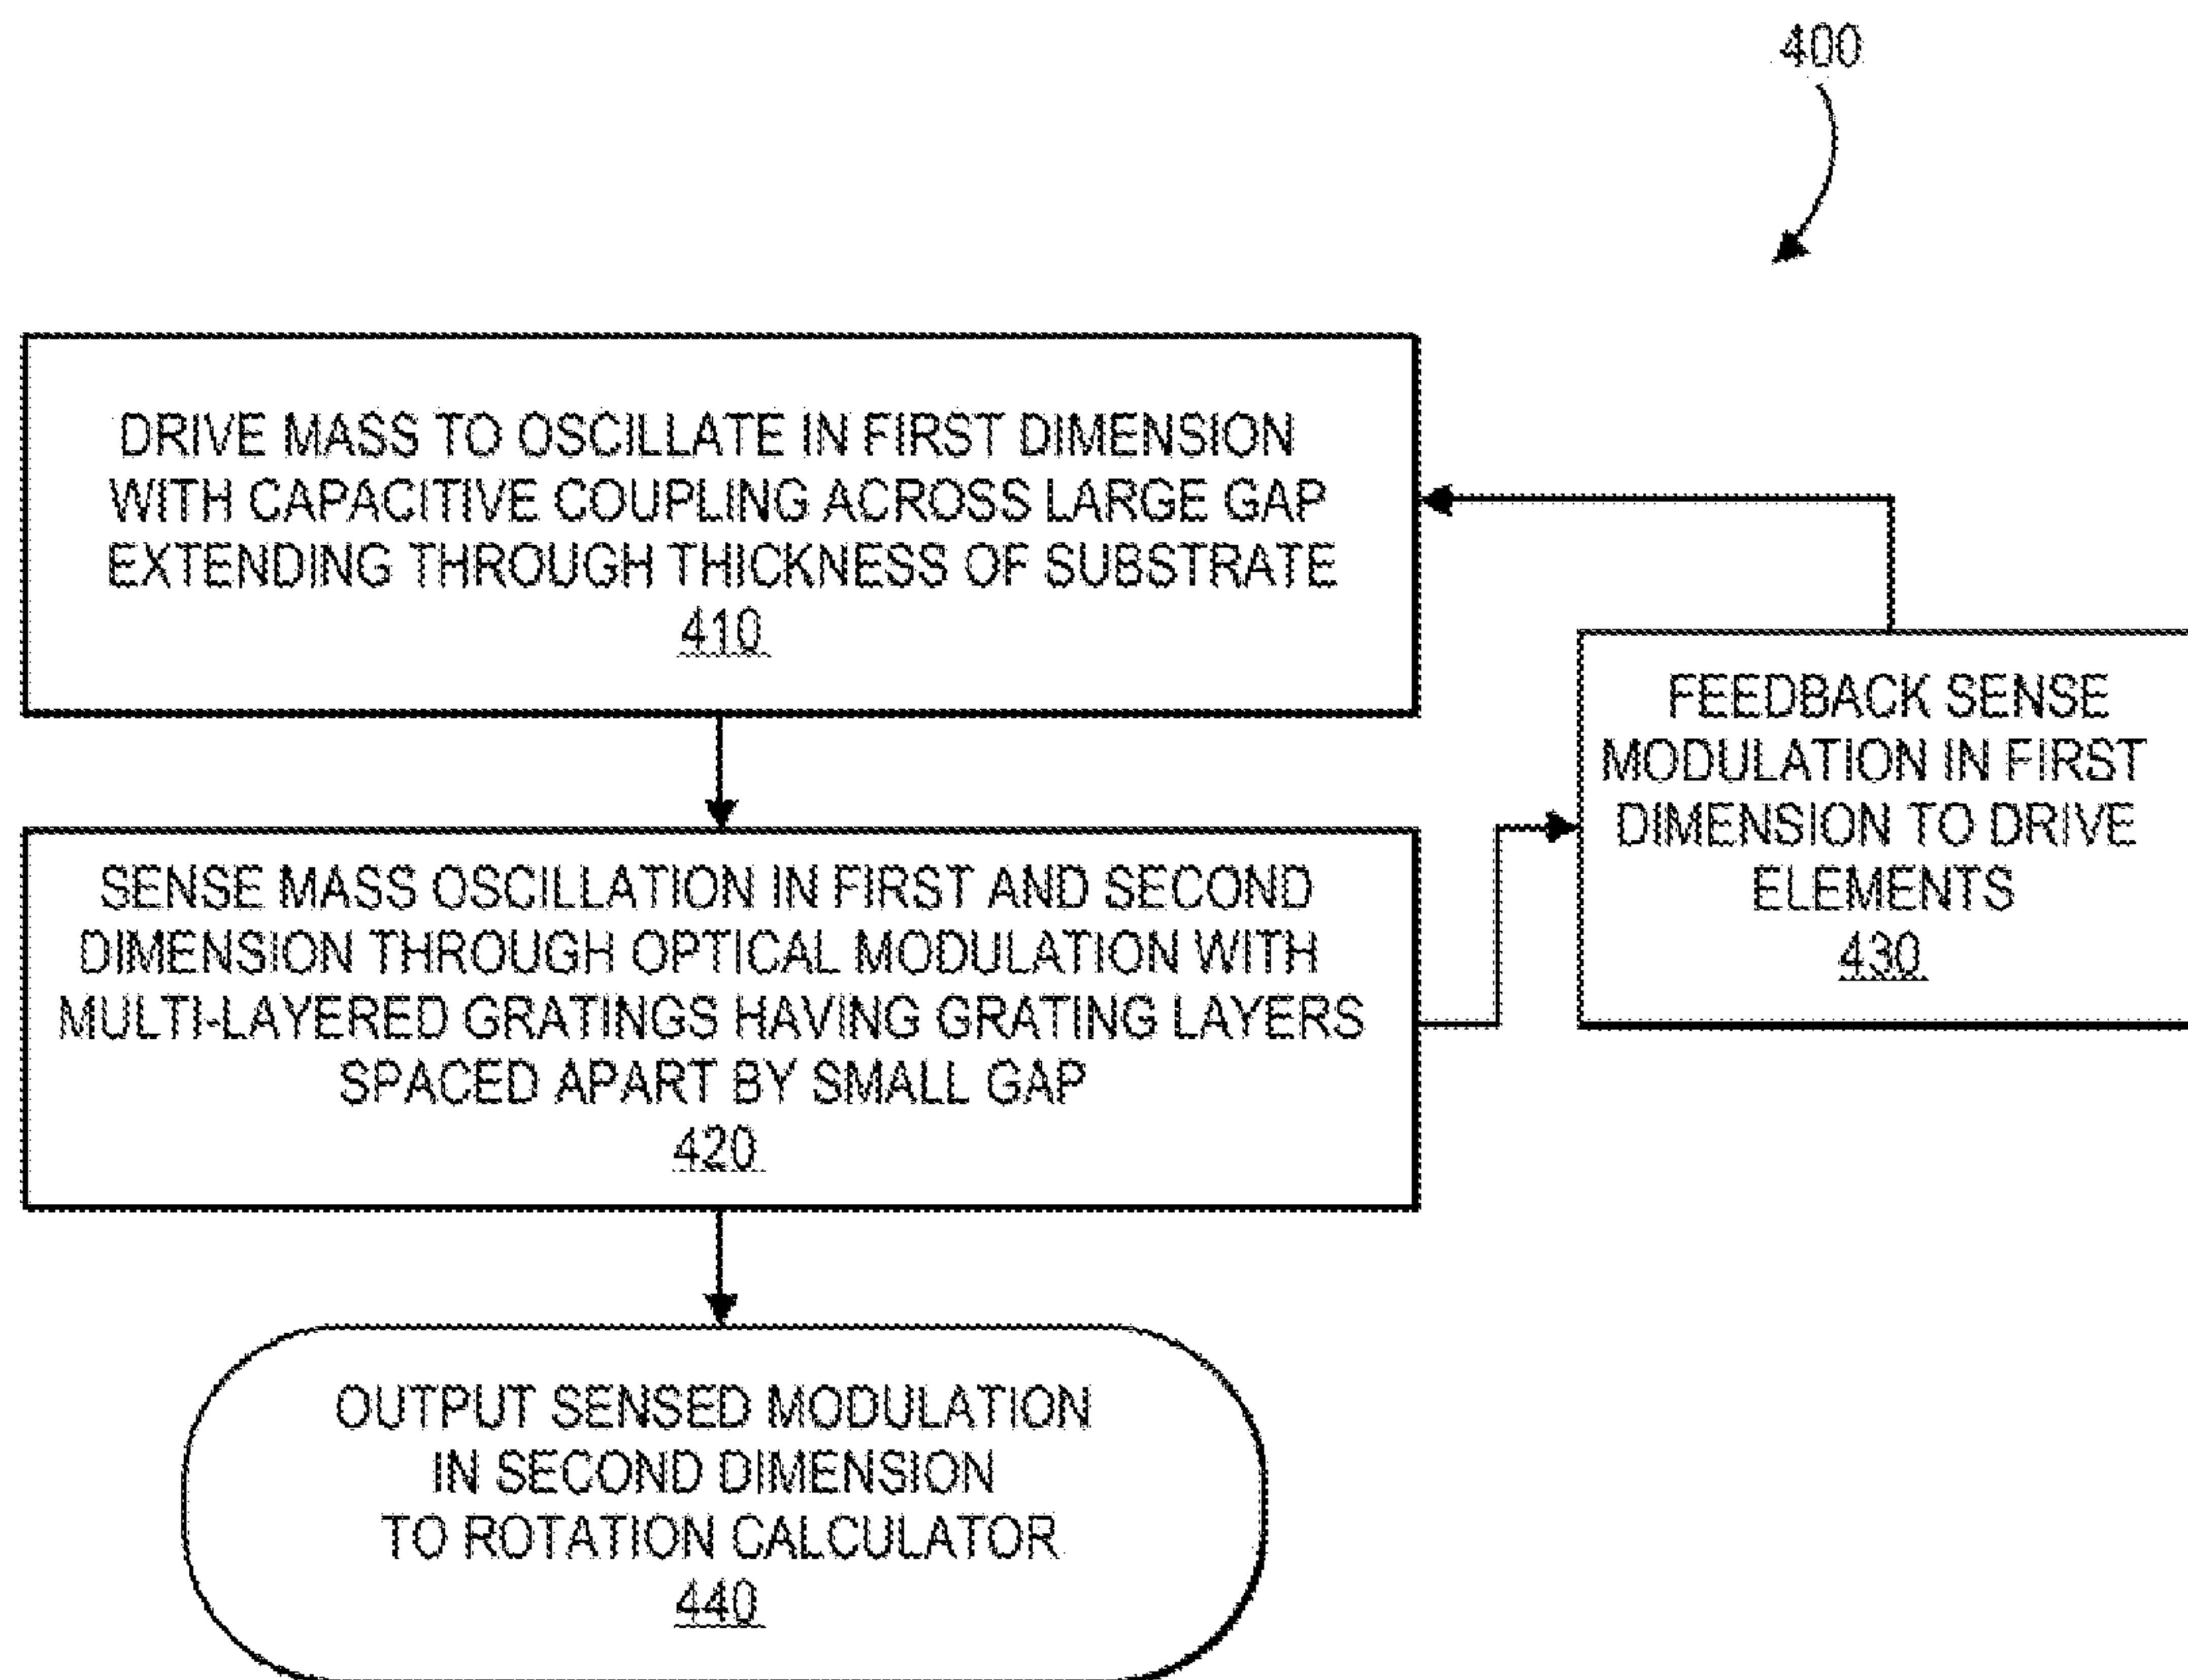 400
DRIVE MASS TO OSCILLATE IN FIRST DIMENSION
WITH CAPACITIVE COUPLING ACROSS LARGE GAP
EXTENDING THROUGH THICKNESS OF SUBSTRATE
410
FEEDBACK SENSE
MODULATION IN FIRST
DIMENSION TO DRIVE
ELEMENTS
430
SENSE MASS OSCILLATION IN FIRST AND SECOND
DIMENSION THROUGH OPTICAL MODULATION WITH
MULTI-LAYERED GRATINGS HAVING GRATING LAYERS
SPACED APART BY SMALL GAP
420
OUTPUT SENSED MODULATION
IN SECOND DIMENSION
TO ROTATION CALCULATOR
440